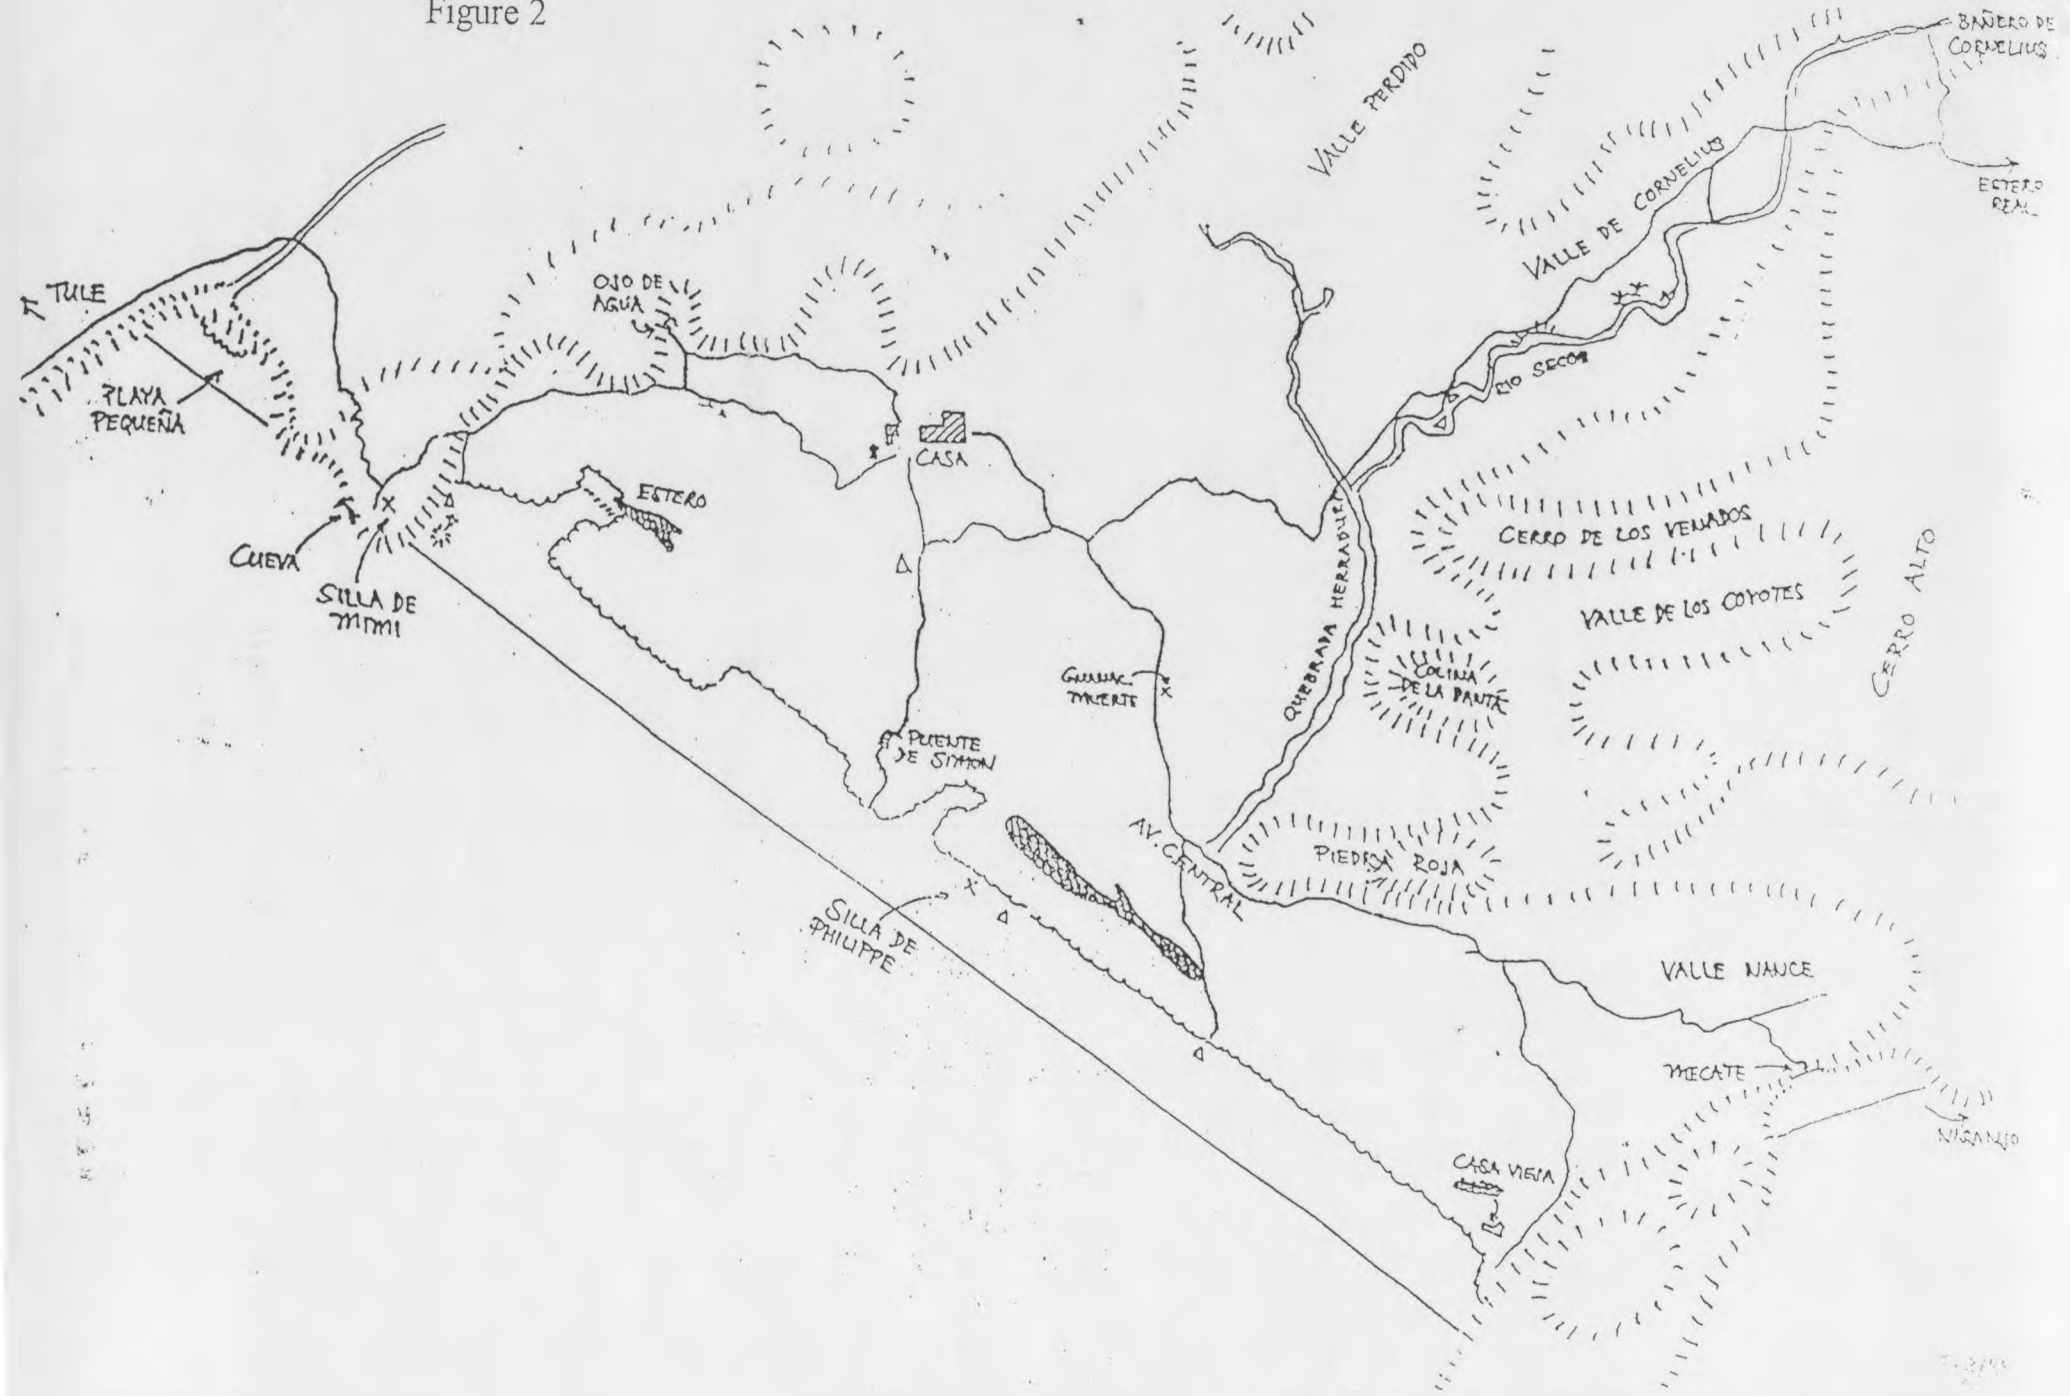 Figure 2
BAÑERO DE
CORNELIUS
VALLE PERDIDO
VALLE DE CORNELIUS
ESTERO
REAL
TULE
OJO DE
AGUA
PLAYA
PEQUEÑA
RIO SECO
CASA
ESTERO
CUEVA
SILLA DE
MIMI
QUEBRADA HERRADURA
CERRO DE LOS VENADOS
VALLE DE LOS COYOTES
CERRO ALTO
COLINA
DE LA DANTA
MUERTE
PUENTE
DE SIMON
AV. CENTRAL
PIEDRA ROJA
SILLA DE
PHILIPPE
VALLE NANCE
MECATE
NARANJO
CASA VIEJA